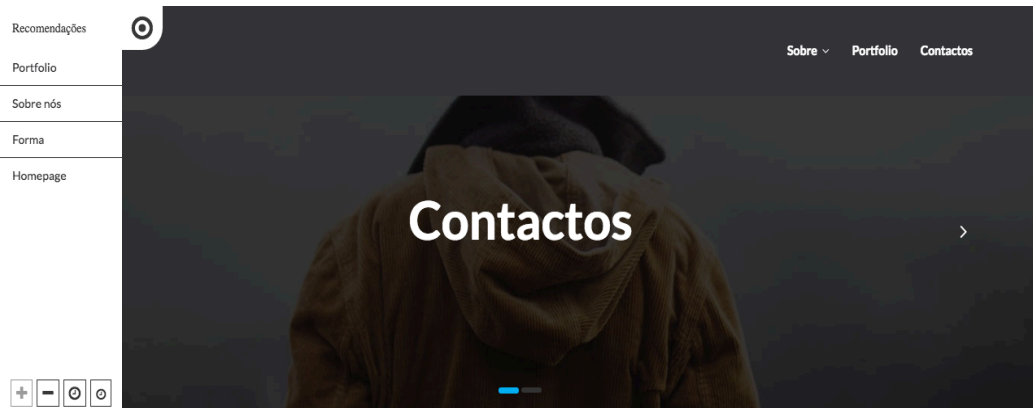 Recomendações
Portfolio
Sobre nós
Forma
Homepage
Sobre Portfolio Contactos
Contactos